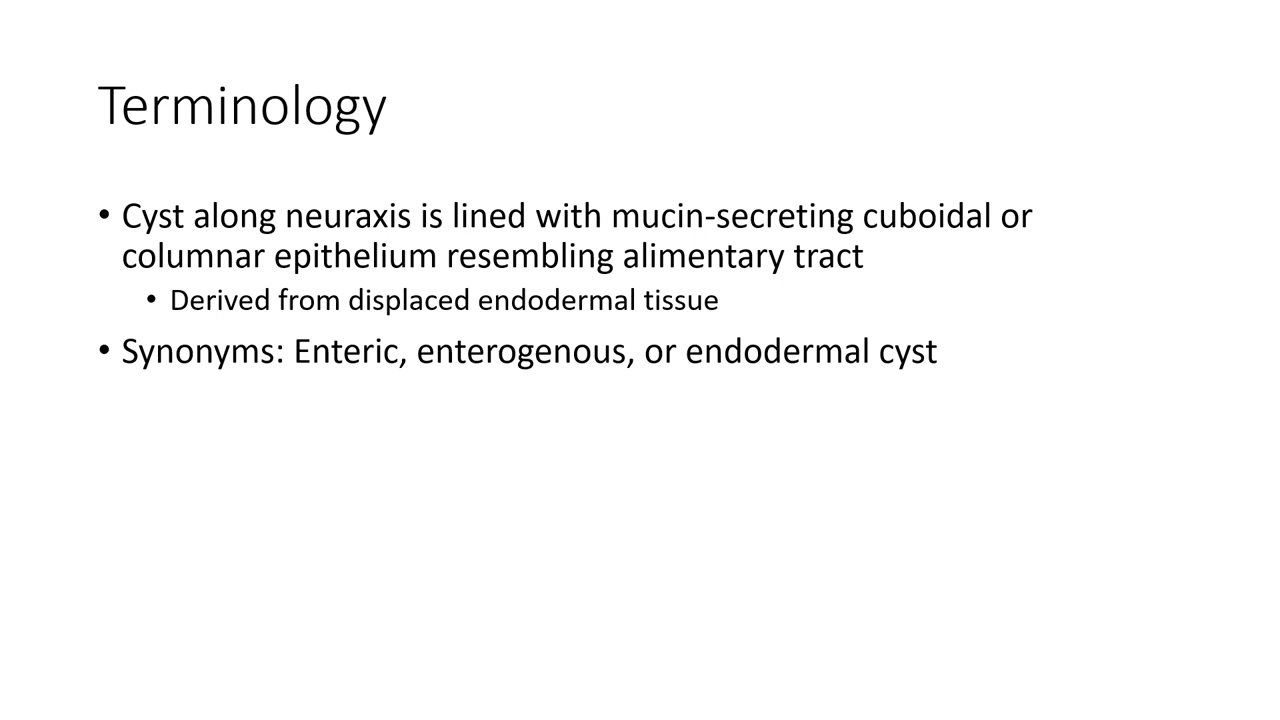 Terminology
• Cyst along neuraxis is lined with mucin-secreting cuboidal or
columnar epithelium resembling alimentary tract
• Derived from displaced endodermal tissue
• Synonyms: Enteric, enterogenous, or endodermal cyst